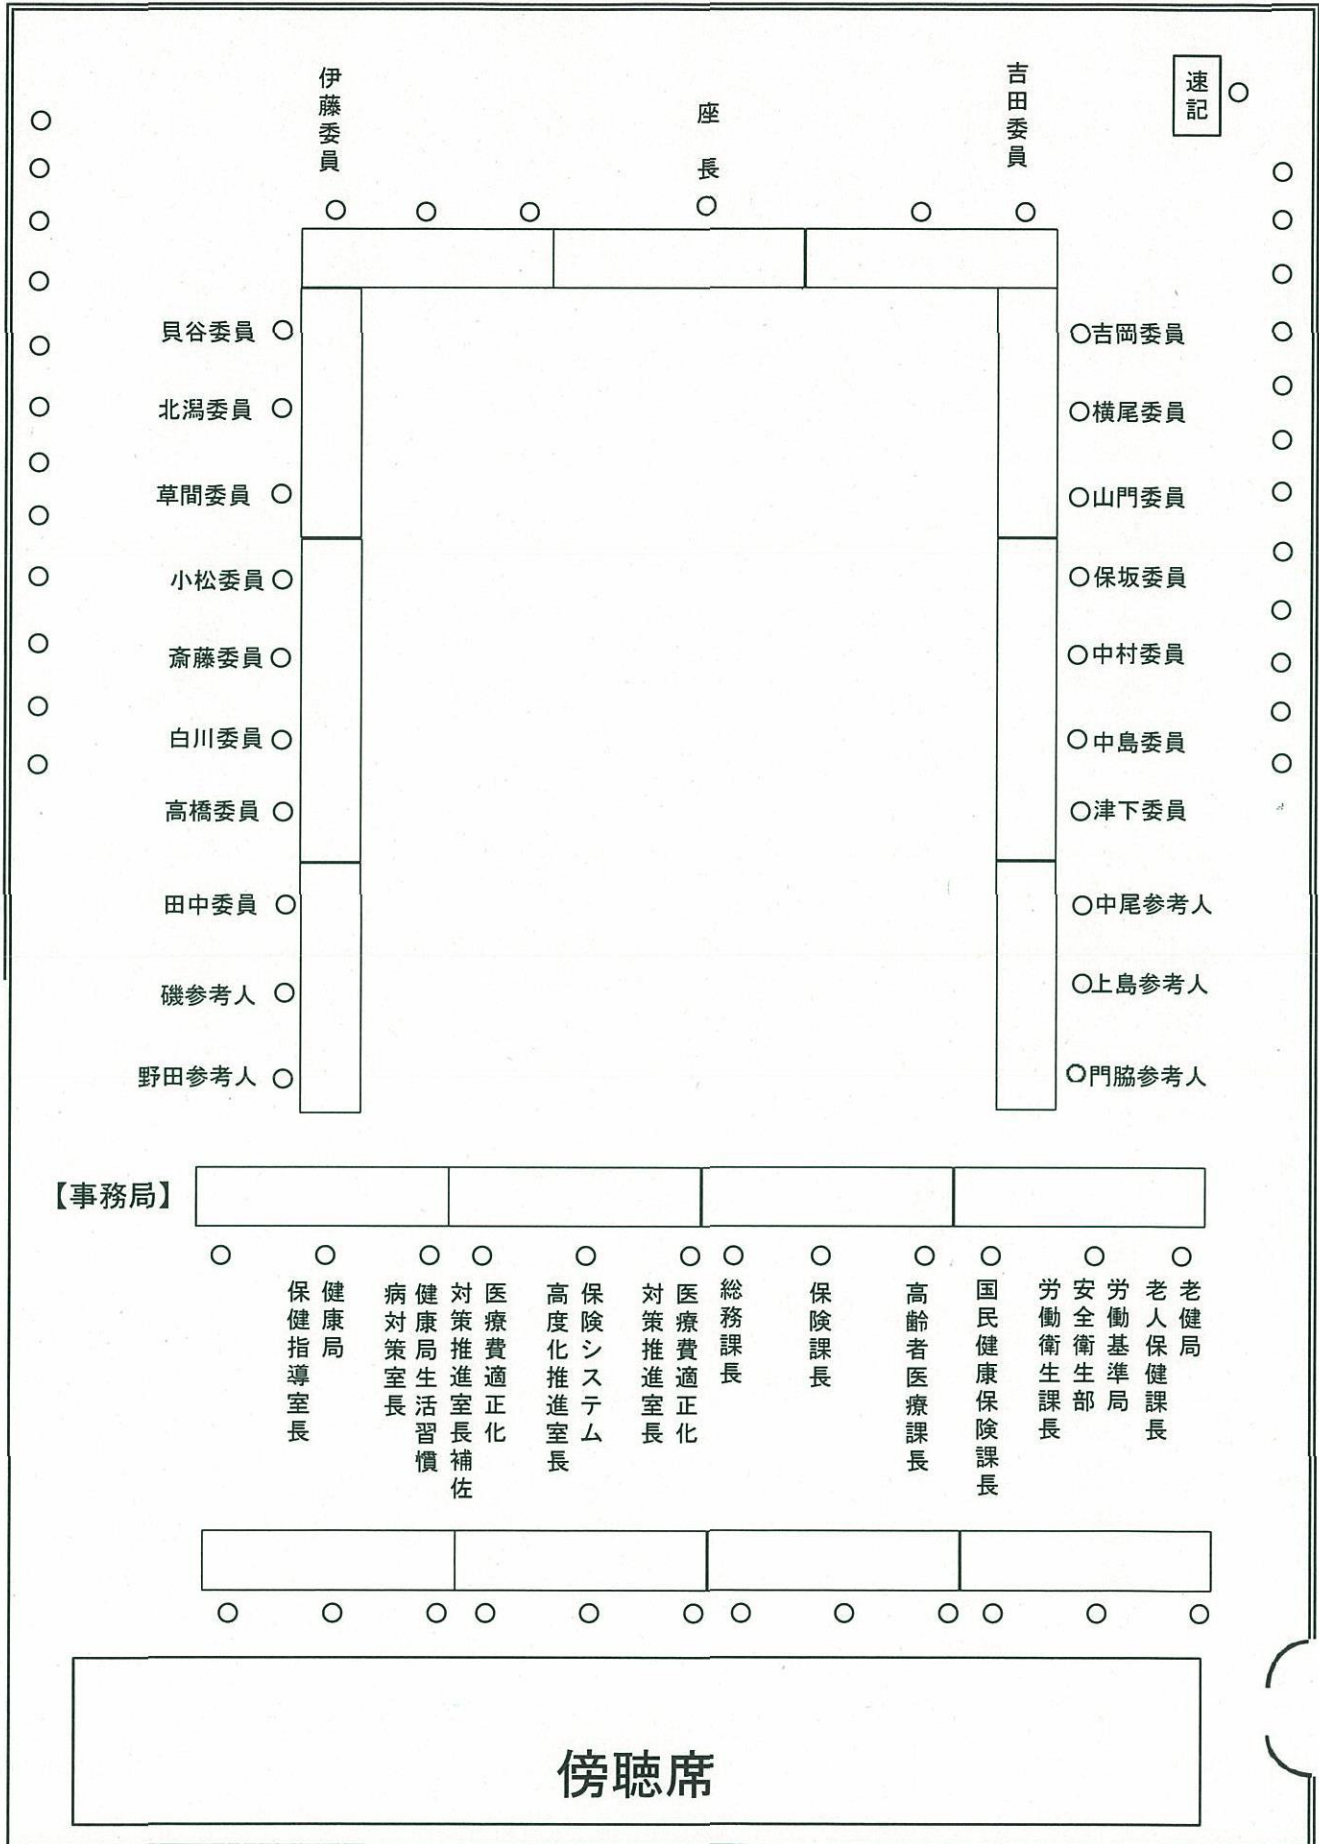 伊藤委員
座長
吉田委員
速記
貝谷委員
吉岡委員
北潟委員
横尾委員
草間委員
山門委員
小松委員
保坂委員
斎藤委員
中村委員
白川委員
中島委員
高橋委員
津下委員
田中委員
中尾参考人
磯参考人
上島参考人
野田参考人
門脇参考人
【事務局】
健康局
保健指導室長
健康局生活習慣
病対策室長
医療費適正化
対策推進室長補佐
保険システム
高度化推進室長
医療費適正化
対策推進室長
総務課長
保険課長
高齢者医療課長
国民健康保険課長
労働基準局
安全衛生部
労働衛生課長
老健局
老人保健課長
傍聴席